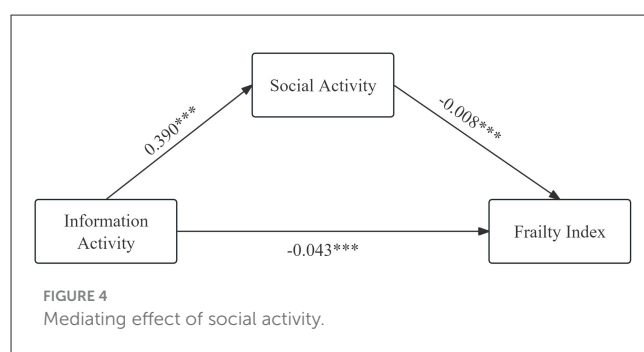 Social Activity
0.390***
-0.008***
Information
Activity
Frailty Index
-0.043***
FIGURE 4
Mediating effect of social activity.